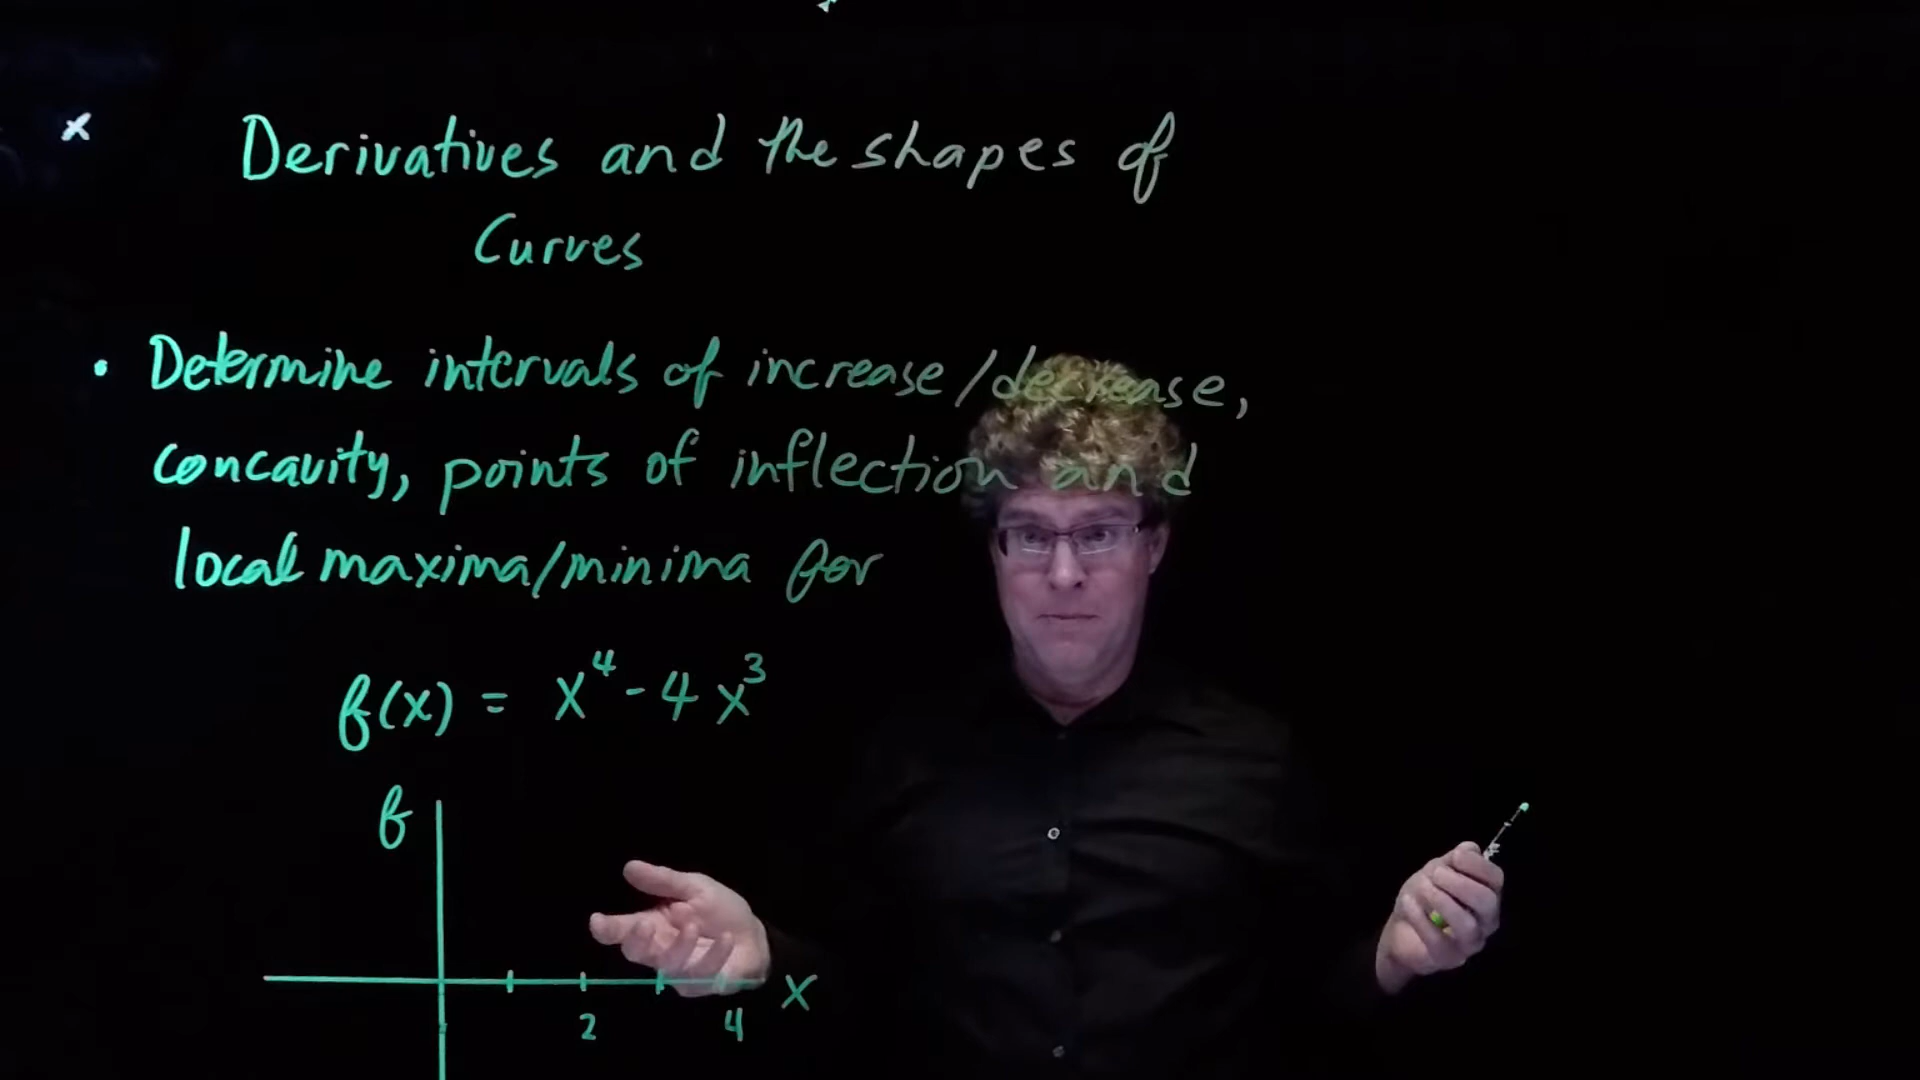 Derivatives and the shapes of
Curves
• Determine intervals of increase/decrease,
concavity, points of inflection and
local maxima/minima for
f(x) = x⁴ - 4x³
f
x
2 4